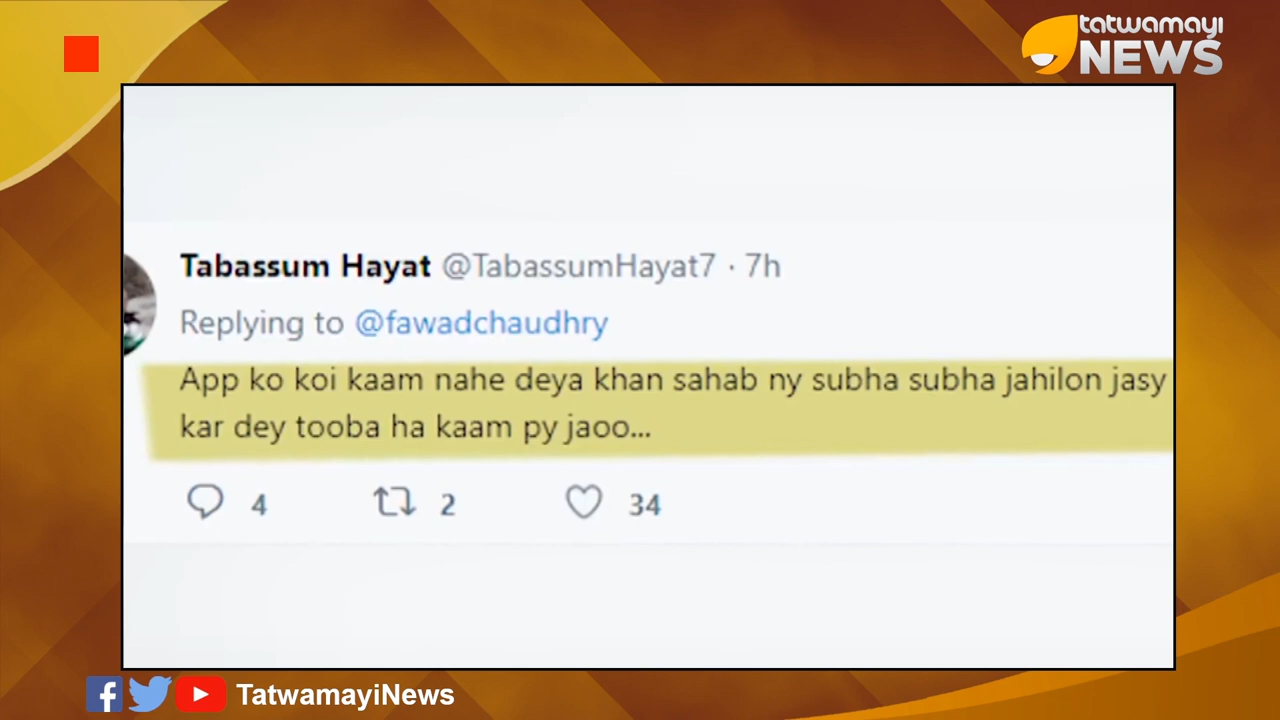 tatwamayi
NEWS
Tabassum Hayat @TabassumHayat7 · 7h
Replying to @fawadchaudhry
App ko koi kaam nahe deya khan sahab ny subha subha jahilon jasy
kar dey tooba ha kaam py jaoo...
4 2 34
TatwamayiNews